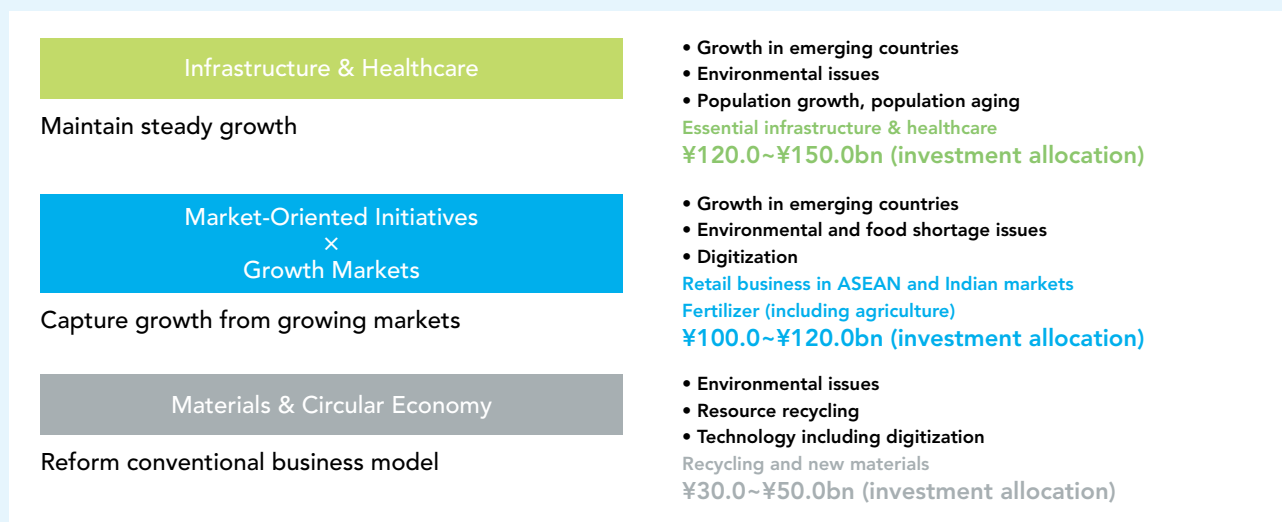 Infrastructure & Healthcare
Maintain steady growth
• Growth in emerging countries
• Environmental issues
• Population growth, population aging
Essential infrastructure & healthcare
¥120.0~¥150.0bn (investment allocation)
Market-Oriented Initiatives
×
Growth Markets
Capture growth from growing markets
• Growth in emerging countries
• Environmental and food shortage issues
• Digitization
Retail business in ASEAN and Indian markets
Fertilizer (including agriculture)
¥100.0~¥120.0bn (investment allocation)
Materials & Circular Economy
Reform conventional business model
• Environmental issues
• Resource recycling
• Technology including digitization
Recycling and new materials
¥30.0~¥50.0bn (investment allocation)